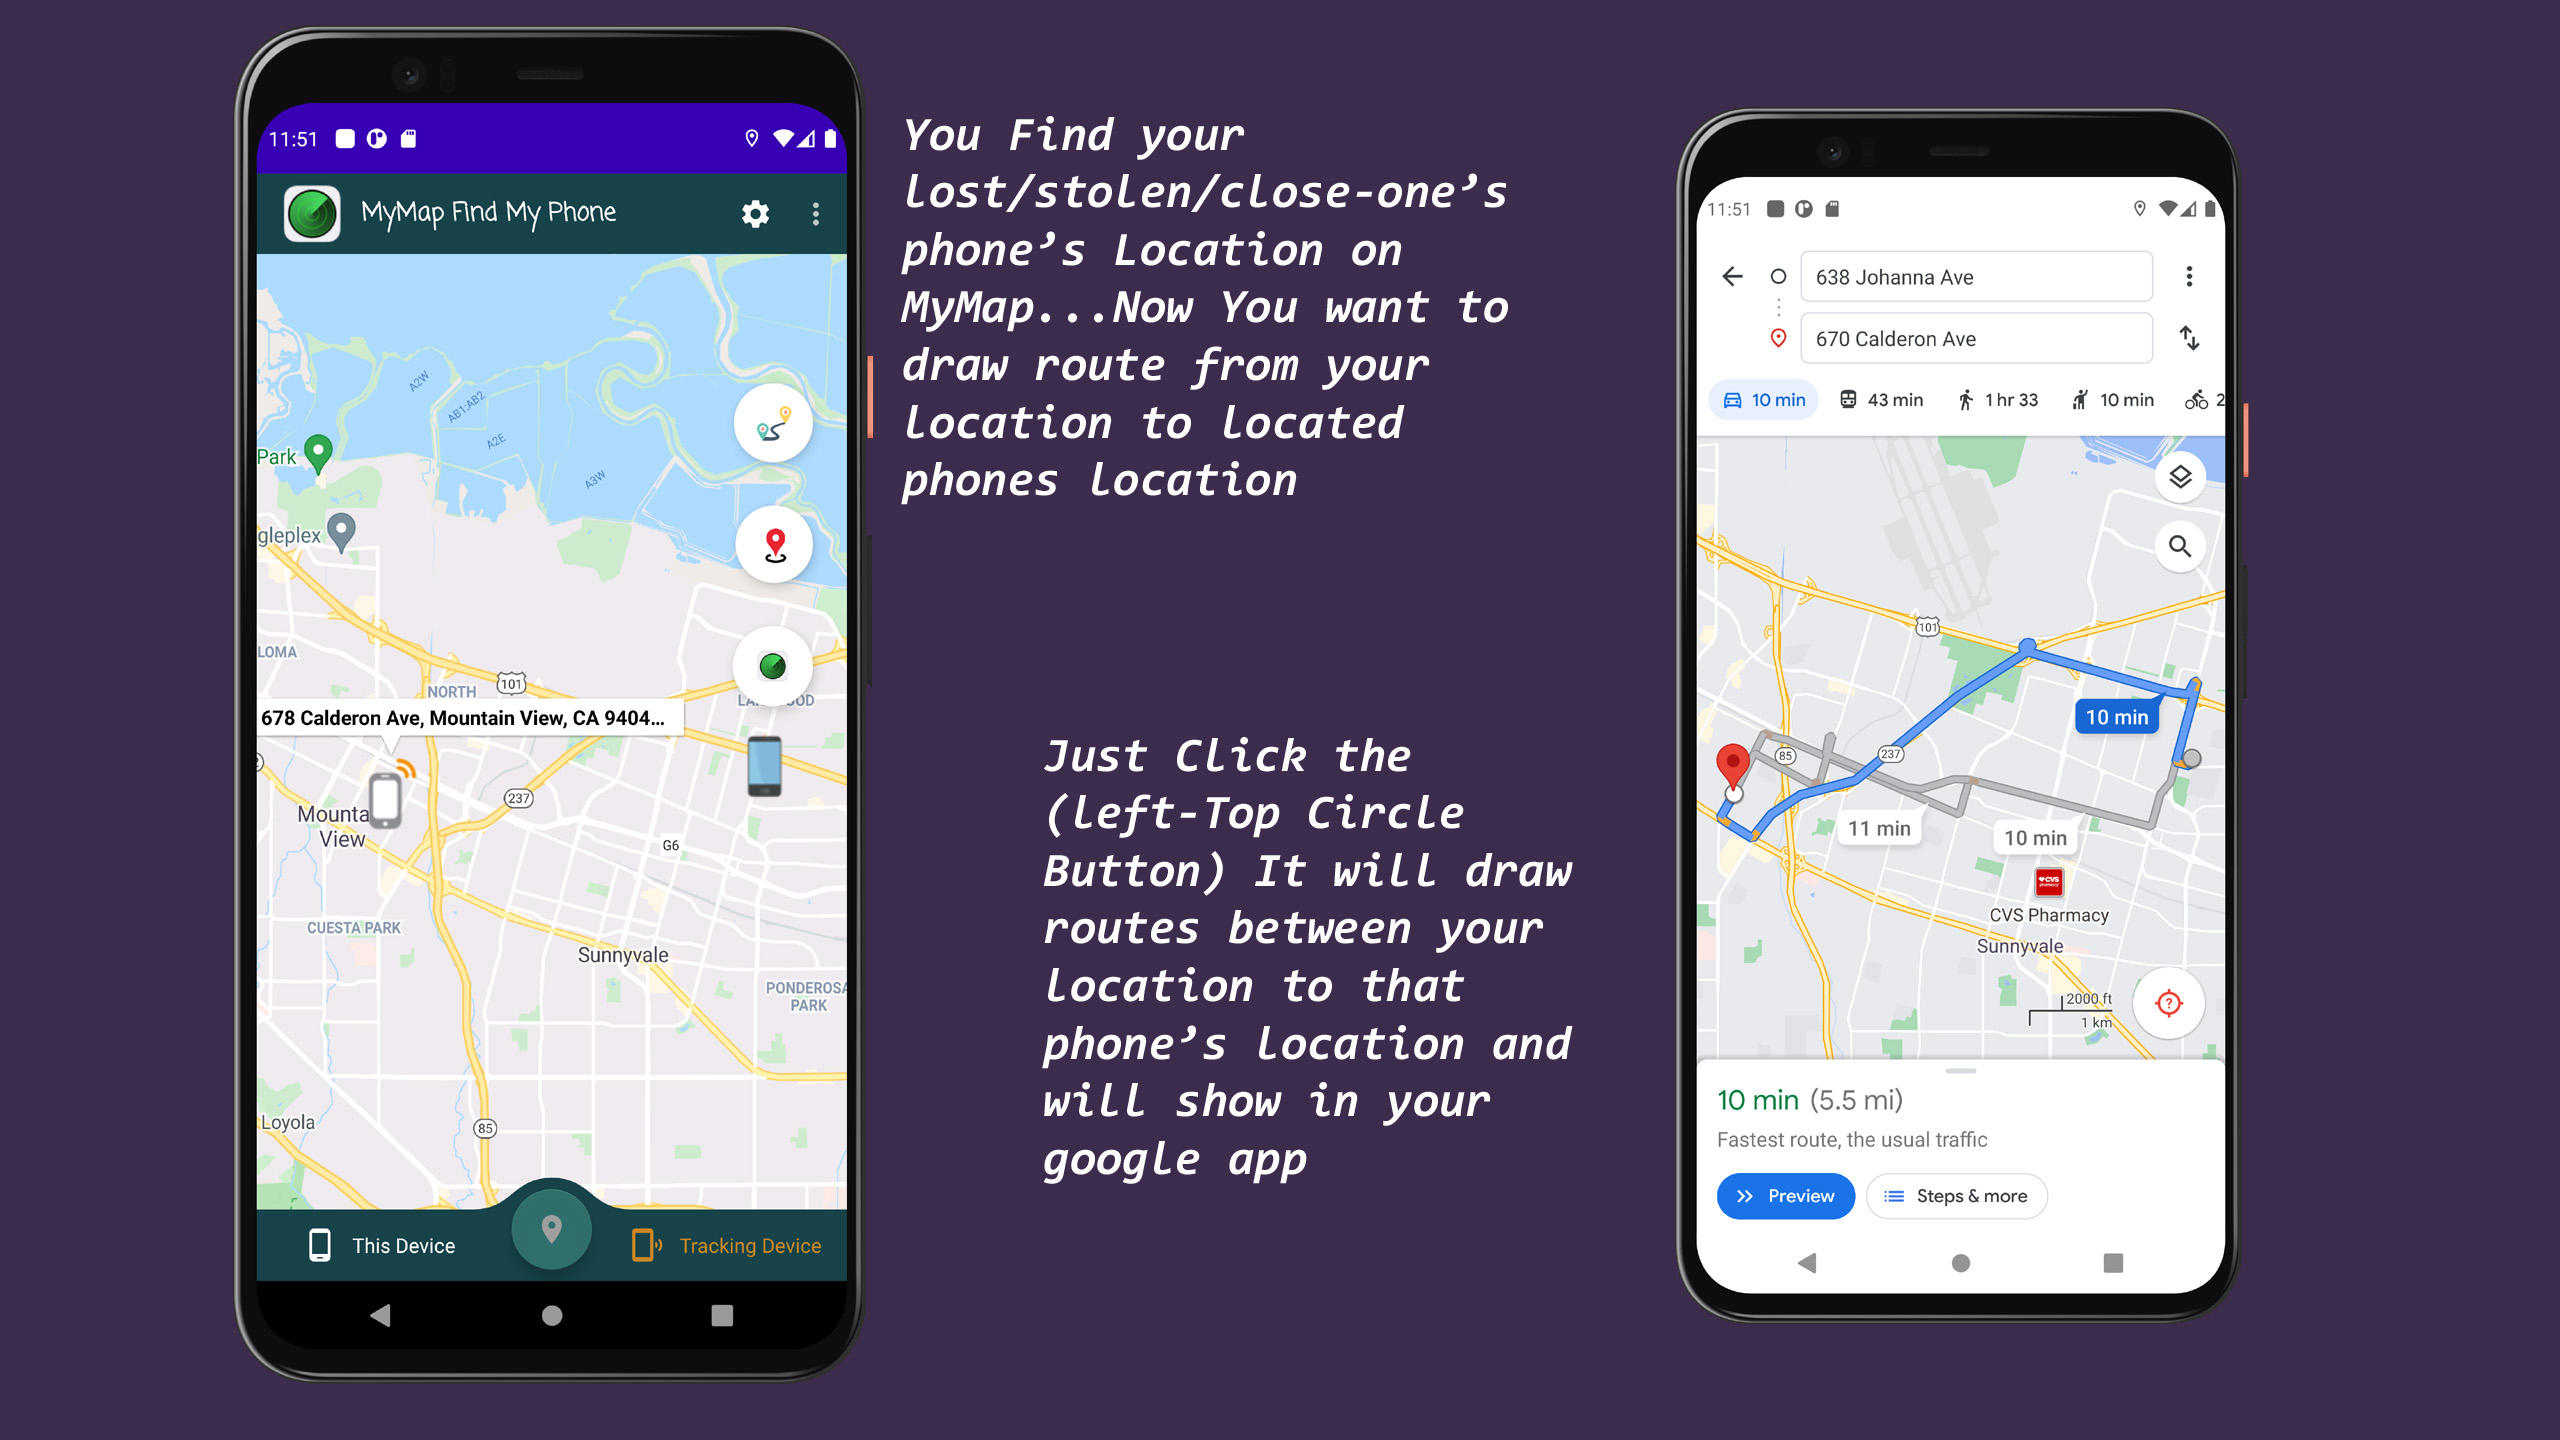 11:51
MyMap Find My Phone
A2W
AB1;AB2
A2E
A3W
Park
gleplex
LOMA
NORTH
101
678 Calderon Ave, Mountain View, CA 9404...
237
Mounta
View
G6
CUESTA PARK
Sunnyvale
PONDEROSA
PARK
Loyola
85
This Device
Tracking Device
You Find your
lost/stolen/close-one’s
phone’s Location on
MyMap...Now You want to
draw route from your
location to located
phones location
Just Click the
(left-Top Circle
Button) It will draw
routes between your
location to that
phone’s location and
will show in your
google app
11:51
638 Johanna Ave
670 Calderon Ave
10 min 43 min 1 hr 33 10 min 2
101
10 min
85
237
11 min
10 min
CVS
pharmacy
CVS Pharmacy
Sunnyvale
2000 ft
1 km
10 min (5.5 mi)
Fastest route, the usual traffic
Preview
Steps & more